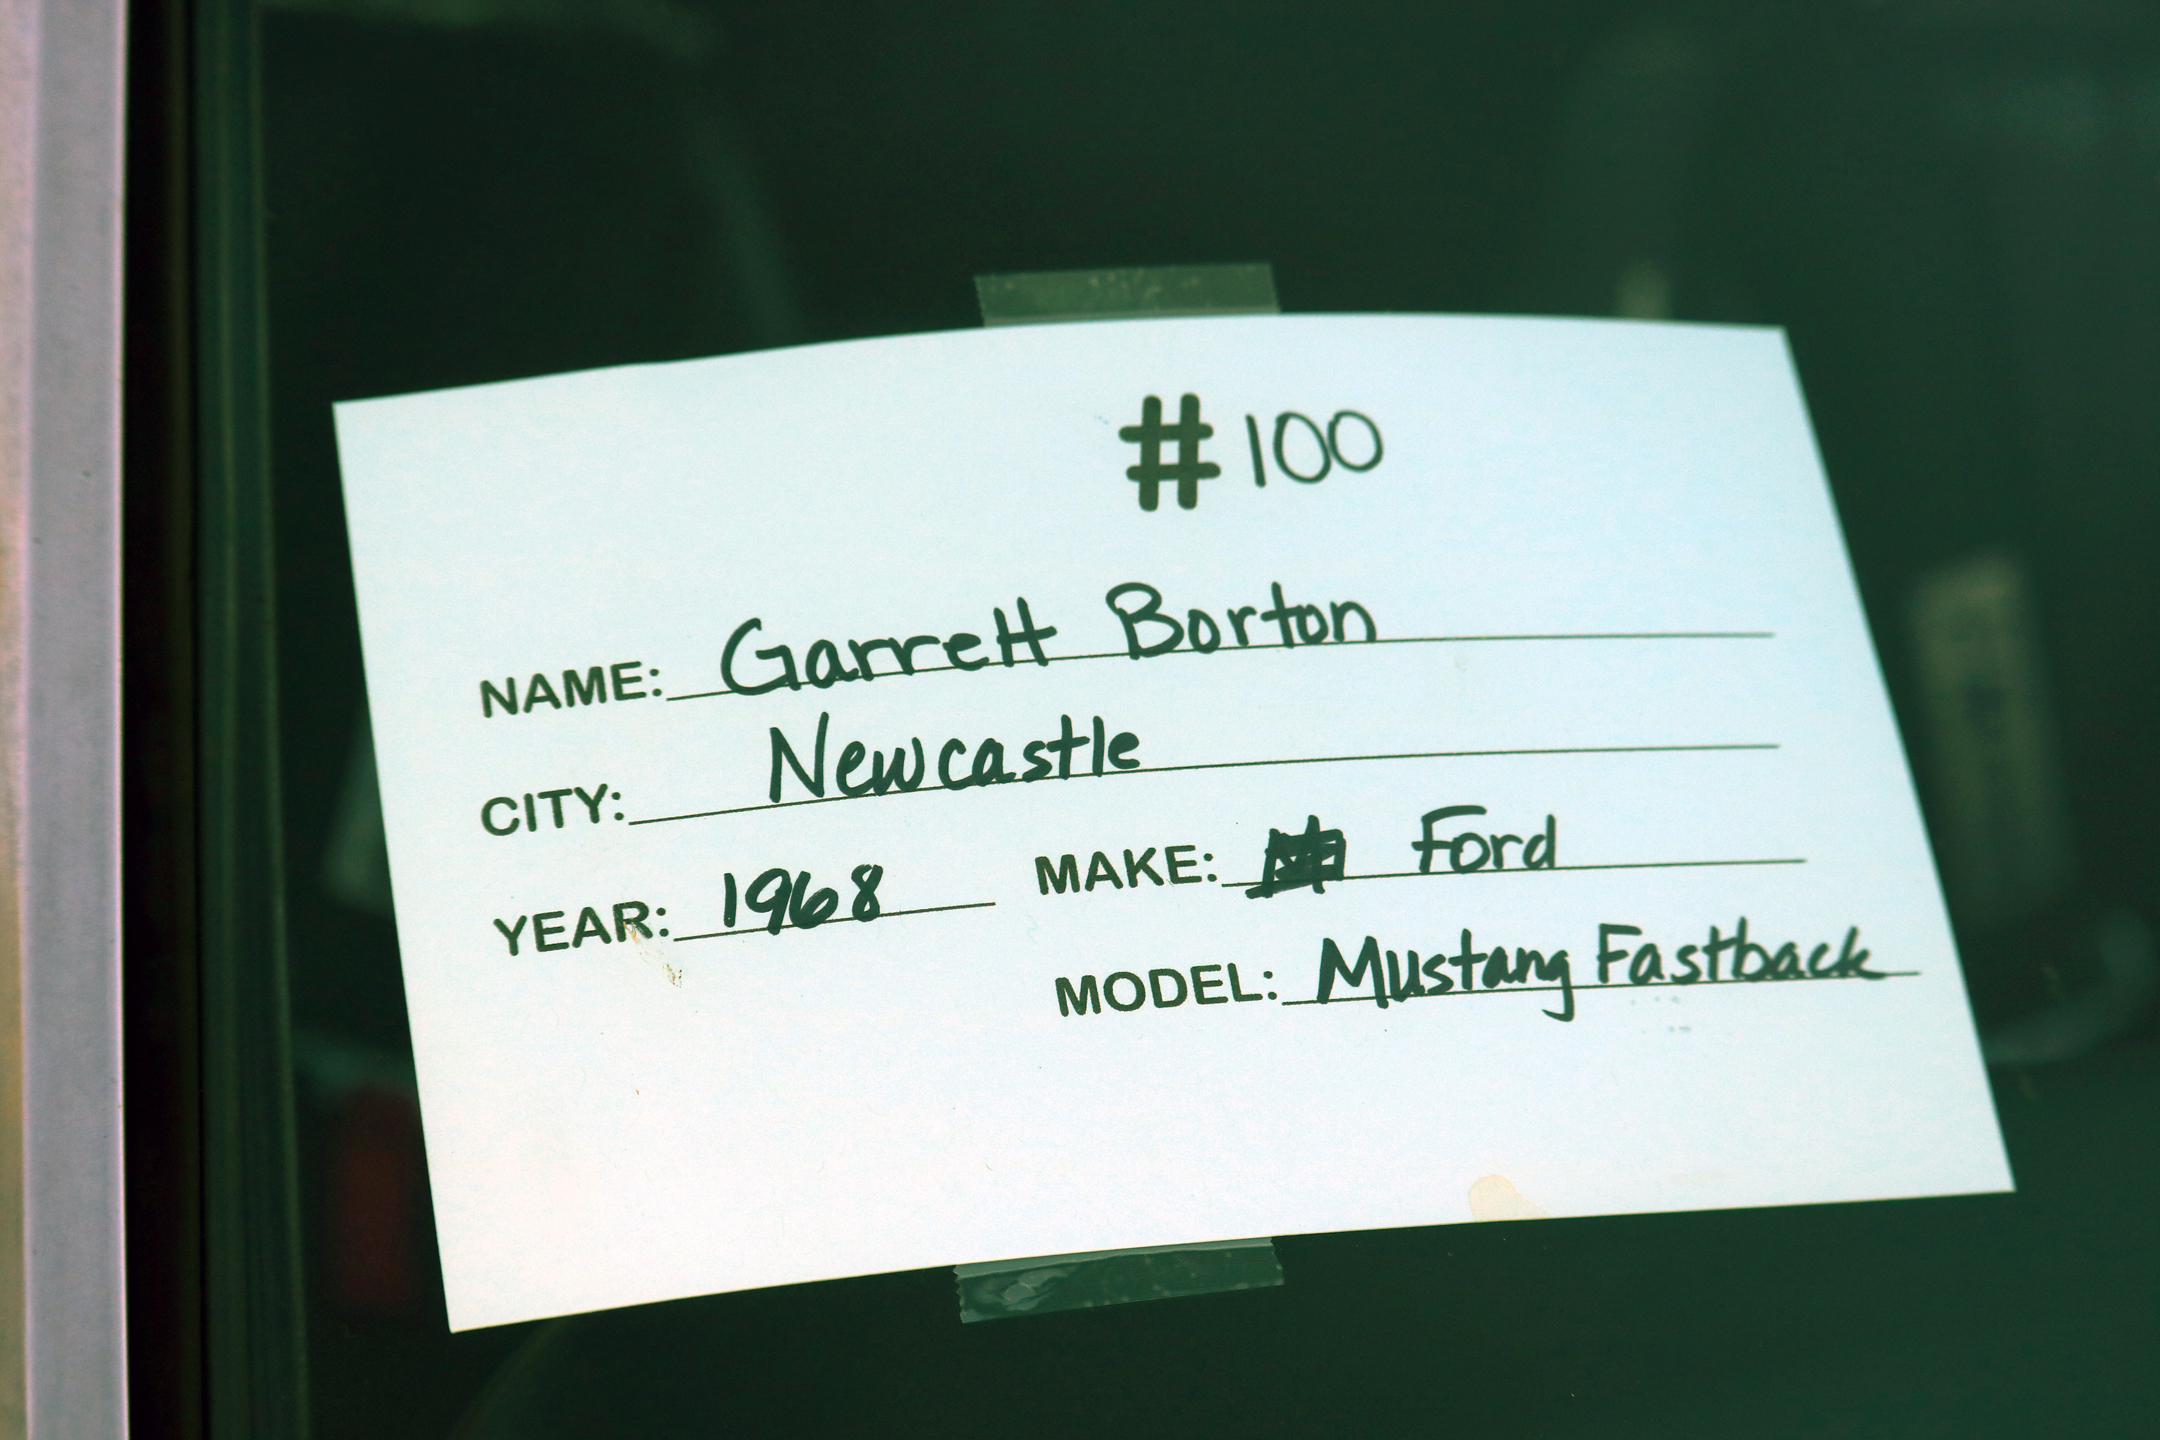 #100
NAME: Garrett Borton
CITY: Newcastle
YEAR: 1968 MAKE: Ford
MODEL: Mustang Fastback